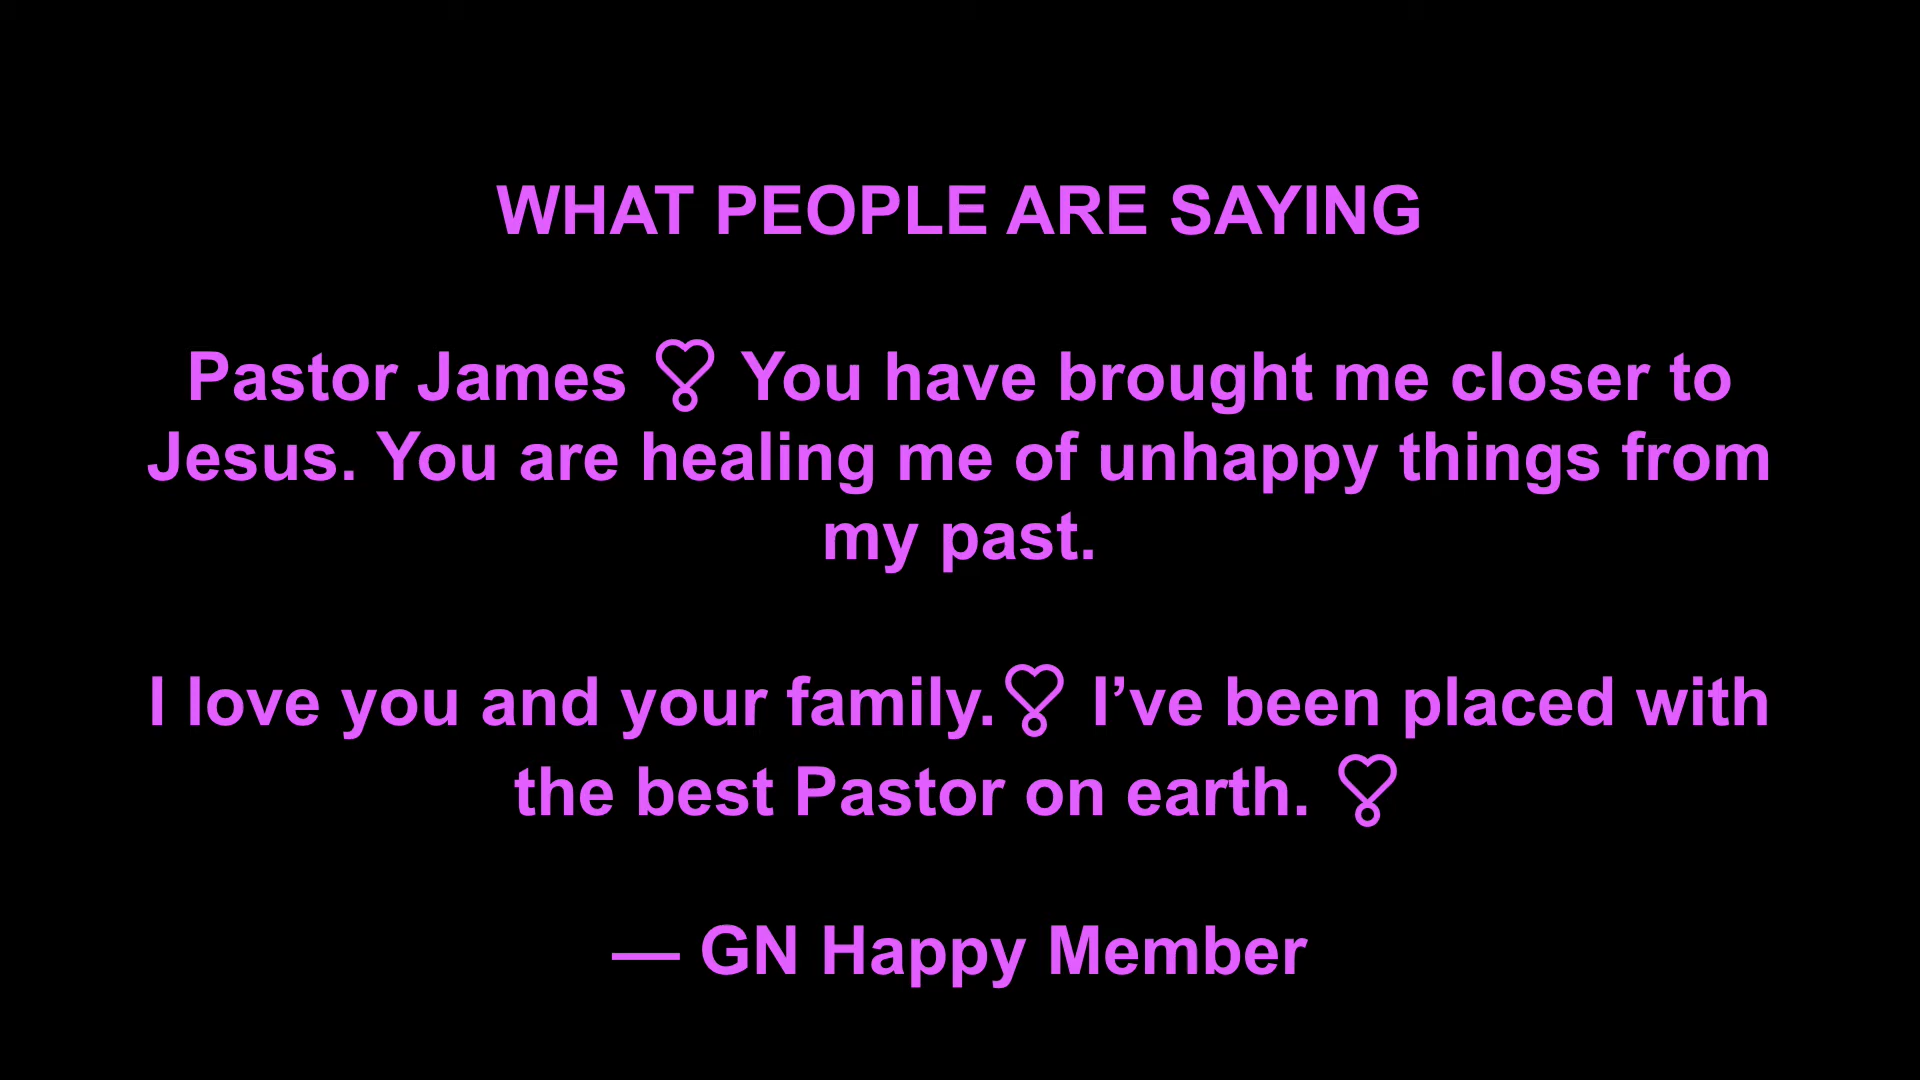 WHAT PEOPLE ARE SAYING
Pastor James ❣ You have brought me closer to
Jesus. You are healing me of unhappy things from
my past.
I love you and your family.❣ I’ve been placed with
the best Pastor on earth. ❣
— GN Happy Member